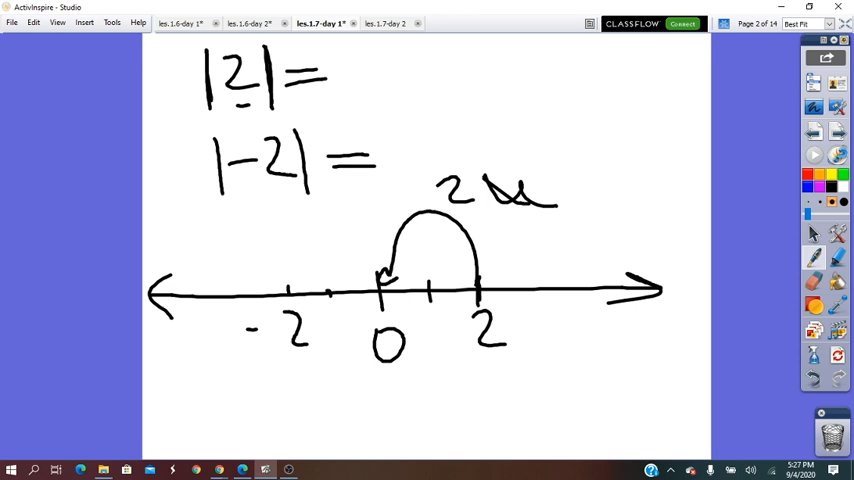 ActivInspire - Studio
File Edit View Insert Tools Help
les.1.6-day 1* les.1.6-day 2* les.1.7-day 1* les.1.7-day 2
CLASSFLOW Connect
Page 2 of 14 Best Fit
|2|=
|-2|=
2
-2 0 2
5:27 PM
9/4/2020